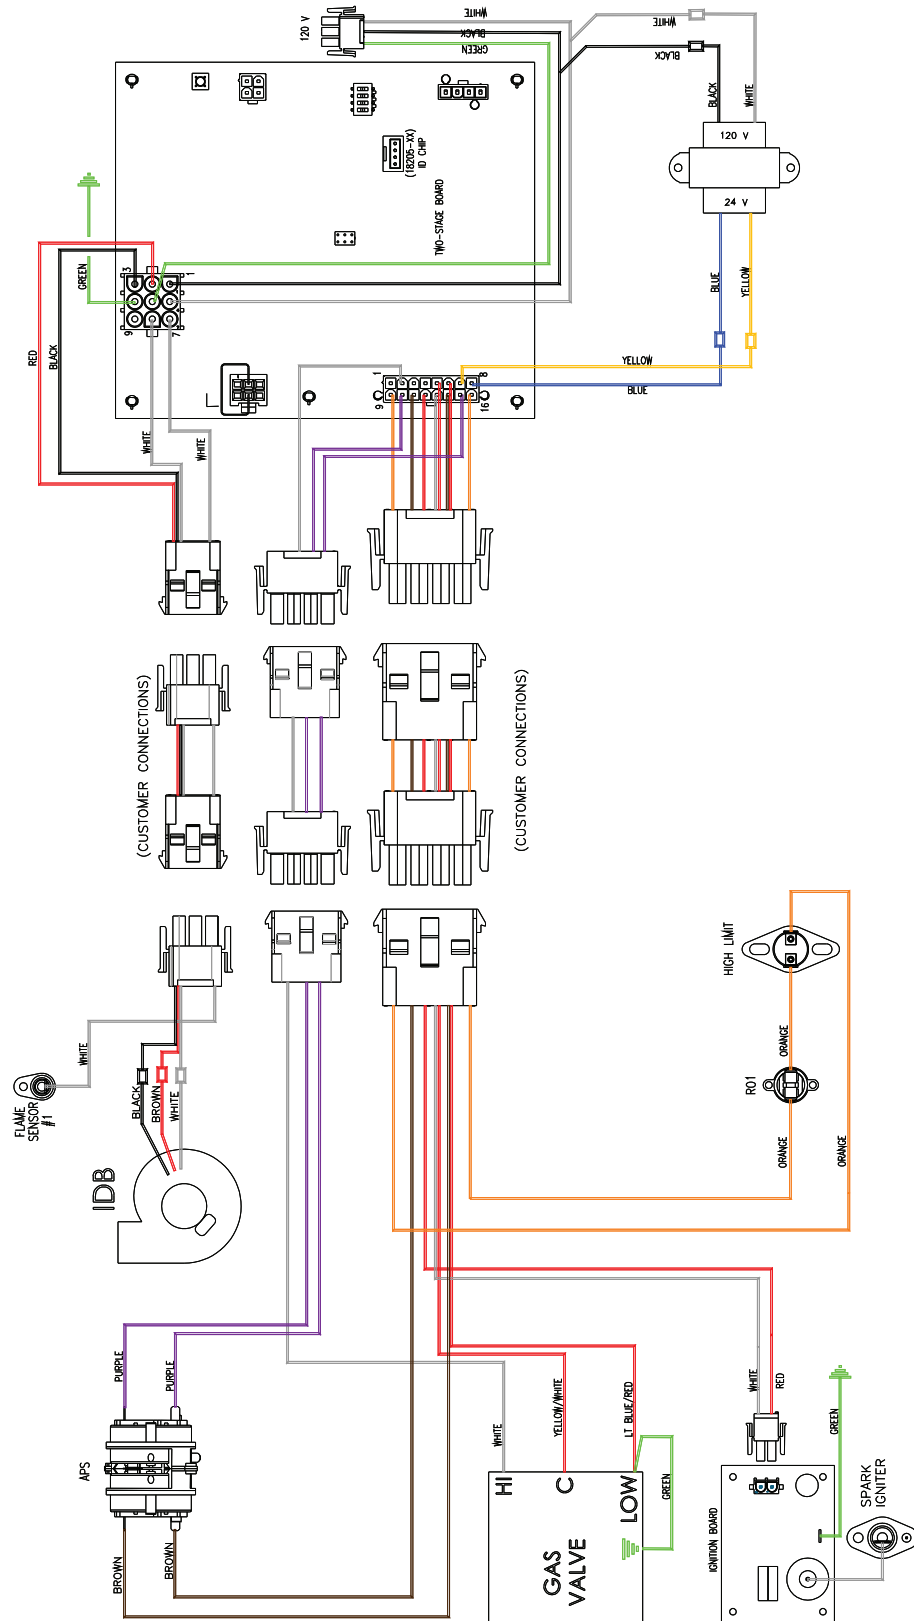 120 V
WHITE
BLACK
GREEN
WHITE
BLACK
BLACK
WHITE
120 V
24 V
(18205-XX)
ID CHIP
TWO-STAGE BOARD
GREEN
3
1
9
7
RED
BLACK
BLUE
YELLOW
YELLOW
BLUE
1
8
9
16
WHITE
WHITE
(CUSTOMER CONNECTIONS)
(CUSTOMER CONNECTIONS)
HIGH LIMIT
WHITE
FLAME
SENSOR
#1
BLACK
BROWN
WHITE
IDB
ORANGE
RO1
ORANGE
ORANGE
PURPLE
PURPLE
APS
BROWN
BROWN
WHITE
YELLOW/WHITE
LT BLUE/RED
GREEN
HI
C
LOW
GAS
VALVE
WHITE
RED
GREEN
IGNITION BOARD
SPARK
IGNITER